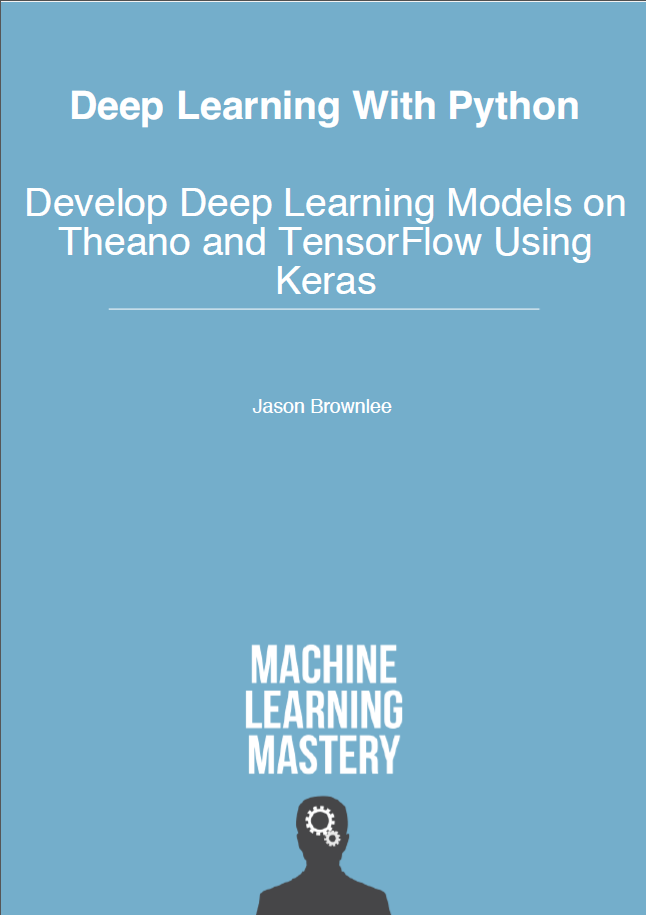 Deep Learning With Python
Develop Deep Learning Models on
Theano and TensorFlow Using
Keras
Jason Brownlee
MACHINE
LEARNING
MASTERY